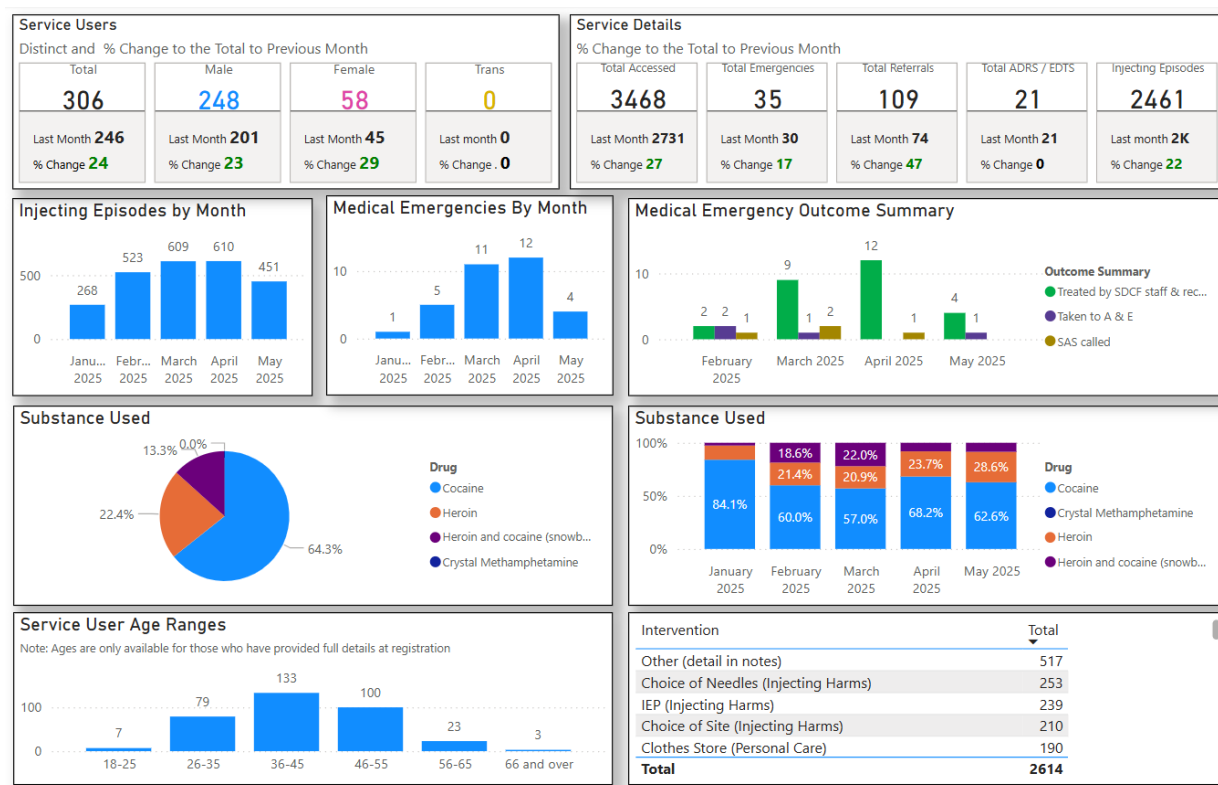 Service Users
Distinct and % Change to the Total to Previous Month
Total
306
Last Month 246
% Change 24
Male
248
Last Month 201
% Change 23
Female
58
Last Month 45
% Change 29
Trans
0
Last month 0
% Change . 0
Service Details
% Change to the Total to Previous Month
Total Accessed
3468
Last Month 2731
% Change 27
Total Emergencies
35
Last Month 30
% Change 17
Total Referrals
109
Last Month 74
% Change 47
Total ADRS / EDTS
21
Last Month 21
% Change 0
Injecting Episodes
2461
Last month 2K
% Change 22
Injecting Episodes by Month
500
0
268
523
609
610
451
Janu... 2025
Febr... 2025
March 2025
April 2025
May 2025
Medical Emergencies By Month
10
0
1
5
11
12
4
Janu... 2025
Febr... 2025
March 2025
April 2025
May 2025
Medical Emergency Outcome Summary
10
0
2 2 1
9 1 2
12 1
4 1
February 2025
March 2025
April 2025
May 2025
Outcome Summary
Treated by SDCF staff & rec...
Taken to A & E
SAS called
Substance Used
0.0%
13.3%
22.4%
64.3%
Drug
Cocaine
Heroin
Heroin and cocaine (snowb...
Crystal Methamphetamine
Substance Used
100%
50%
0%
84.1%
18.6%
21.4%
60.0%
22.0%
20.9%
57.0%
23.7%
68.2%
28.6%
62.6%
January 2025
February 2025
March 2025
April 2025
May 2025
Drug
Cocaine
Crystal Methamphetamine
Heroin
Heroin and cocaine (snowb...
Service User Age Ranges
Note: Ages are only available for those who have provided full details at registration
100
0
7
79
133
100
23
3
18-25
26-35
36-45
46-55
56-65
66 and over
Intervention Total
Other (detail in notes) 517
Choice of Needles (Injecting Harms) 253
IEP (Injecting Harms) 239
Choice of Site (Injecting Harms) 210
Clothes Store (Personal Care) 190
Total 2614